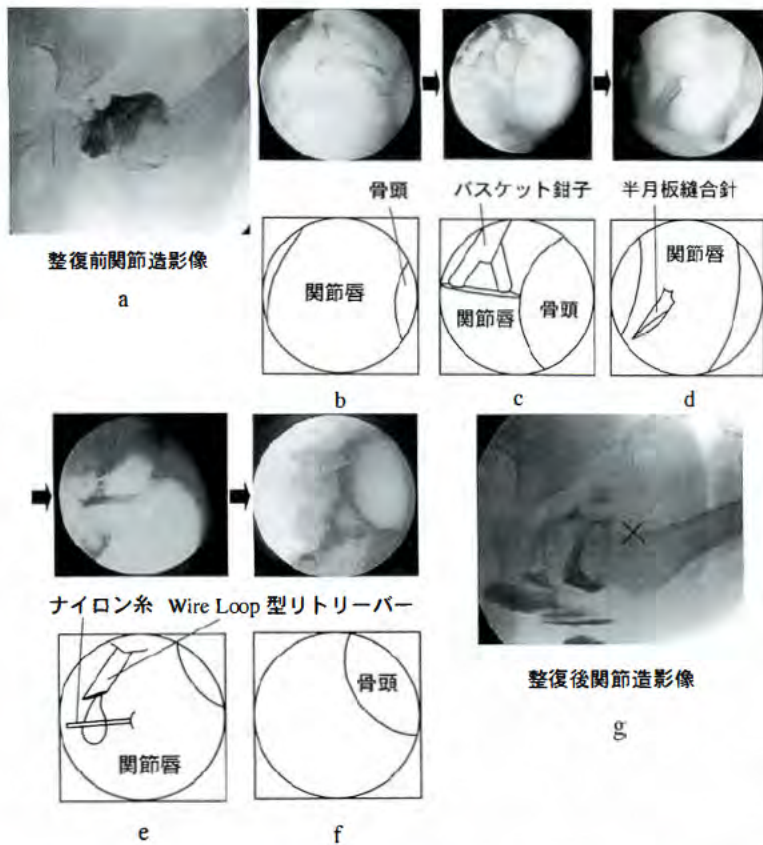 整復前関節造影像
a
骨頭
関節唇
b
バスケット鉗子
関節唇
骨頭
c
半月板縫合針
関節唇
d
ナイロン糸 Wire Loop 型リトリーバー
関節唇
e
骨頭
f
整復後関節造影像
g